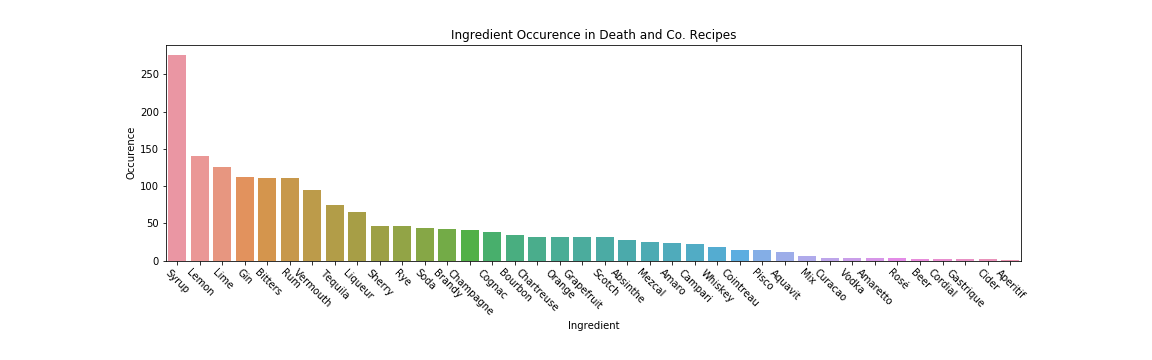 Ingredient Occurence in Death and Co. Recipes
250
200
150
100
50
0
Occurence
Syrup
Lemon
Lime
Gin
Bitters
Rum
Vermouth
Tequila
Liqueur
Sherry
Rye
Soda
Brandy
Champagne
Cognac
Bourbon
Chartreuse
Orange
Grapefruit
Scotch
Absinthe
Mezcal
Amaro
Campari
Whiskey
Cointreau
Pisco
Aquavit
Mix
Curacao
Vodka
Amaretto
Rosé
Beer
Cordial
Gastrique
Cider
Aperitif
Ingredient